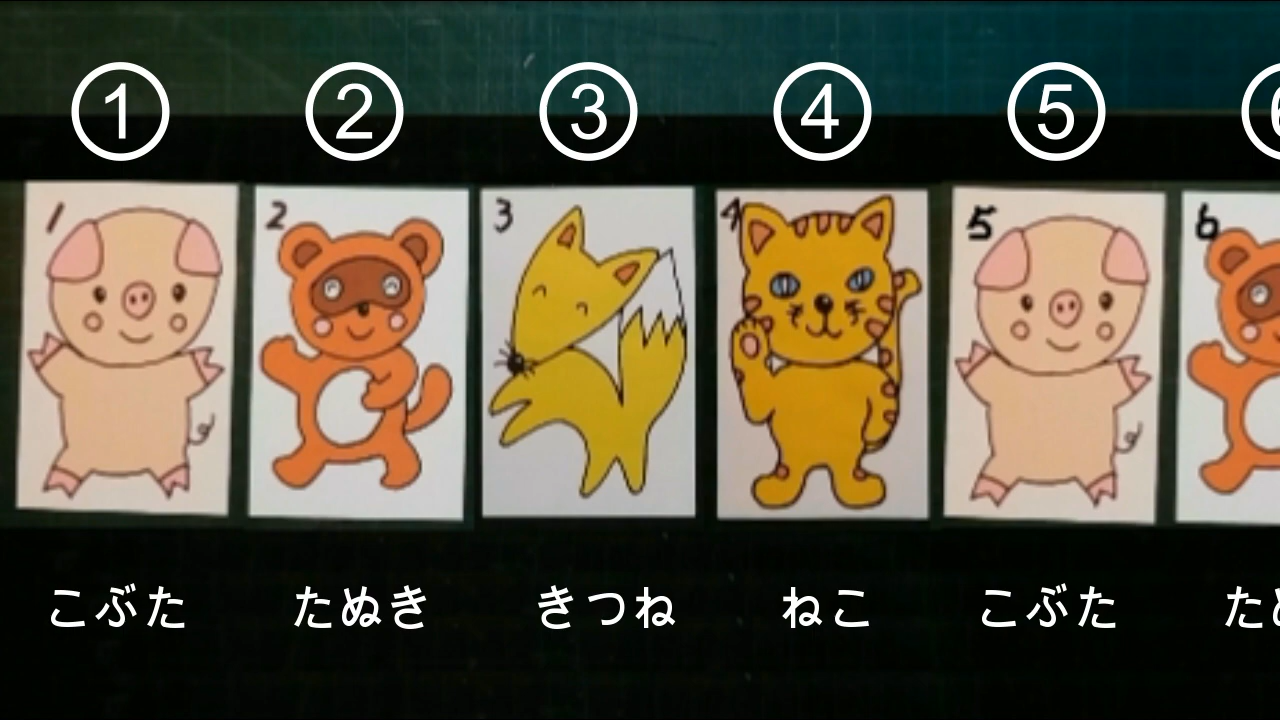 ① ② ③ ④ ⑤
1 2 3 4 5 6
こぶた たぬき きつね ねこ こぶた